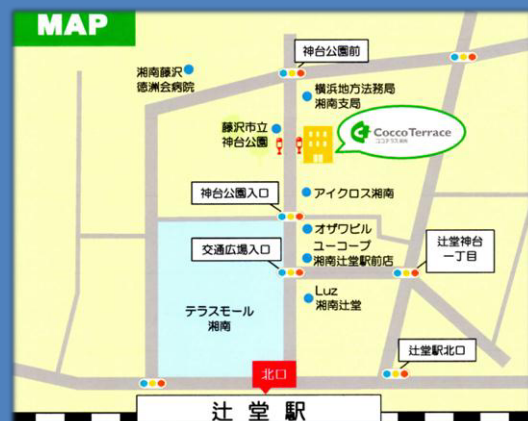 MAP
神台公園前
湘南藤沢
徳洲会病院
横浜地方法務局
湘南支局
藤沢市立
神台公園
CoccoTerrace
ココテラス湘南
神台公園入口
アイクロス湘南
オザワビル
ユーコープ
湘南辻堂駅前店
交通広場入口
辻堂神台
一丁目
テラスモール
湘南
Luz
湘南辻堂
辻堂駅北口
北口
辻堂駅